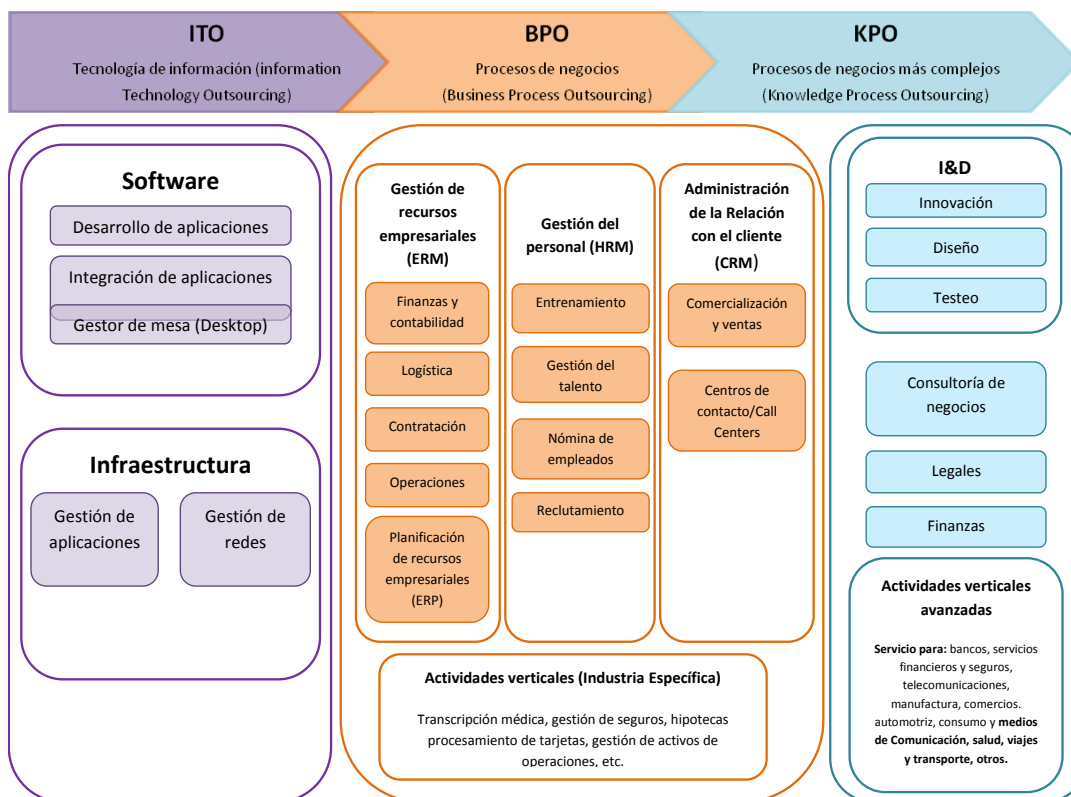 ITO
Tecnología de información (information
Technology Outsourcing)
BPO
Procesos de negocios
(Business Process Outsourcing)
KPO
Procesos de negocios más complejos
(Knowledge Process Outsourcing)
Software
Desarrollo de aplicaciones
Integración de aplicaciones
Gestor de mesa (Desktop)
Infraestructura
Gestión de
aplicaciones
Gestión de
redes
Gestión de
recursos
empresariales
(ERM)
Finanzas y
contabilidad
Logística
Contratación
Operaciones
Planificación
de recursos
empresariales
(ERP)
Gestión del
personal (HRM)
Entrenamiento
Gestión del
talento
Nómina de
empleados
Reclutamiento
Administración
de la Relación
con el cliente
(CRM)
Comercialización
y ventas
Centros de
contacto/Call
Centers
Actividades verticales (Industria Específica)
Transcripción médica, gestión de seguros, hipotecas
procesamiento de tarjetas, gestión de activos de
operaciones, etc.
I&D
Innovación
Diseño
Testeo
Consultoría de
negocios
Legales
Finanzas
Actividades verticales
avanzadas
Servicio para: bancos, servicios
financieros y seguros,
telecomunicaciones,
manufactura, comercios.
automotriz, consumo y medios
de Comunicación, salud, viajes
y transporte, otros.